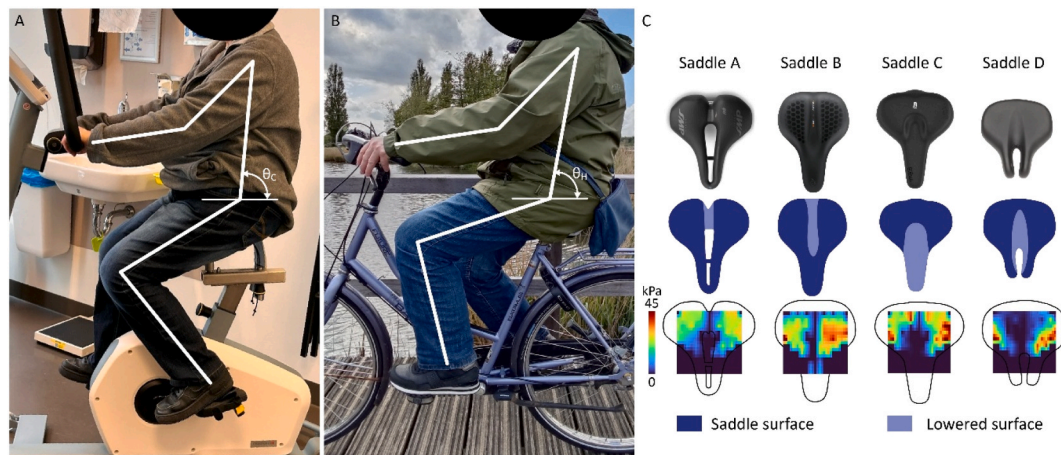 A
B
C
Saddle A
Saddle B
Saddle C
Saddle D
θC
θH
kPa
45
0
Saddle surface
Lowered surface